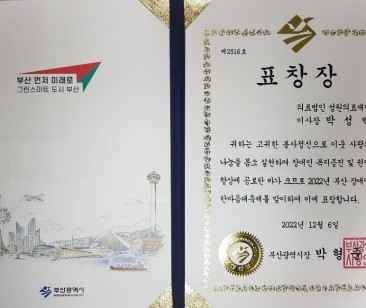 부산 먼저 미래로
그린스마트 도시 부산
부산광역시
제2516호
표창장
의료법인 성원의료재
이사장 박 성
귀하는 고귀한 봉사정신으로 이웃 사랑
나눔을 몸소 실천하여 장애인 복지증진 및 권익
향상에 공로한 바가 크므로 2022년 부산 장애인
한마음대축제를 맞이하여 이에 표창합니다.
2022년 12월 6일
부산광역시장 박 형